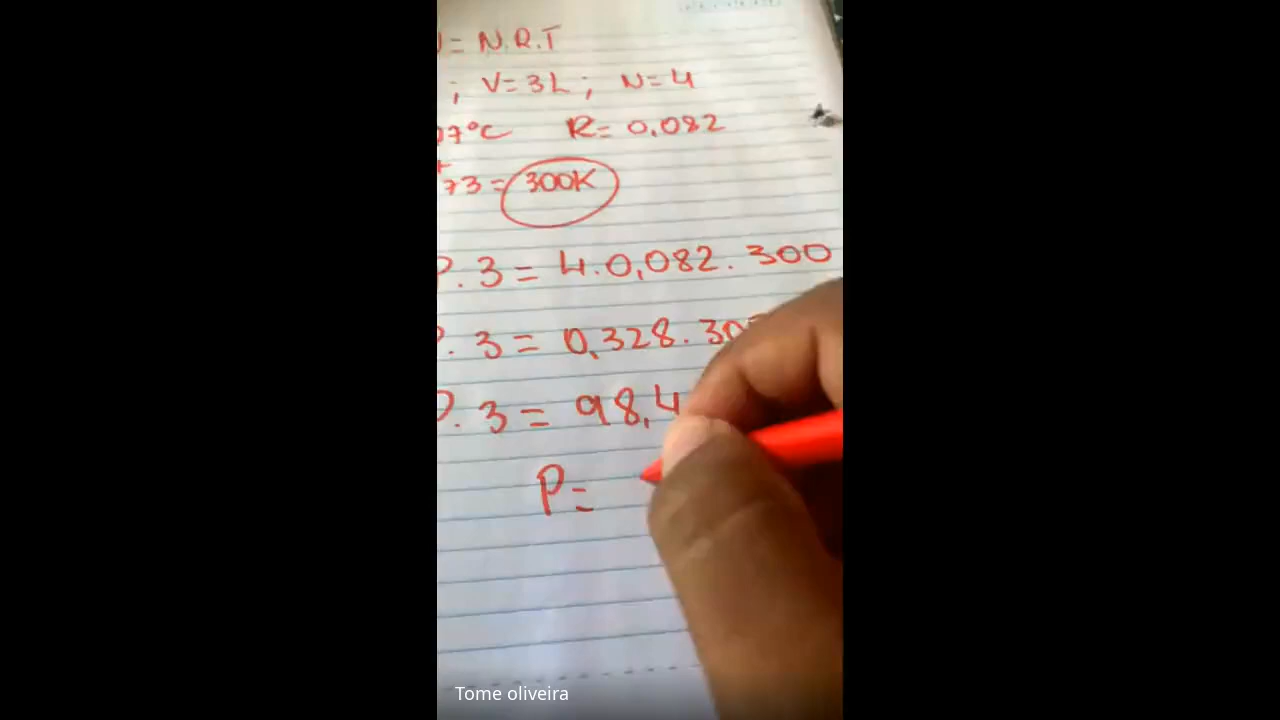 = N.R.T
; V=3L; N=4
7°C R= 0,082
+
73 = 300K
P. 3 = 4.0,082. 300
P. 3 = 0,328. 30
P. 3 = 98,4
P=
Tome oliveira